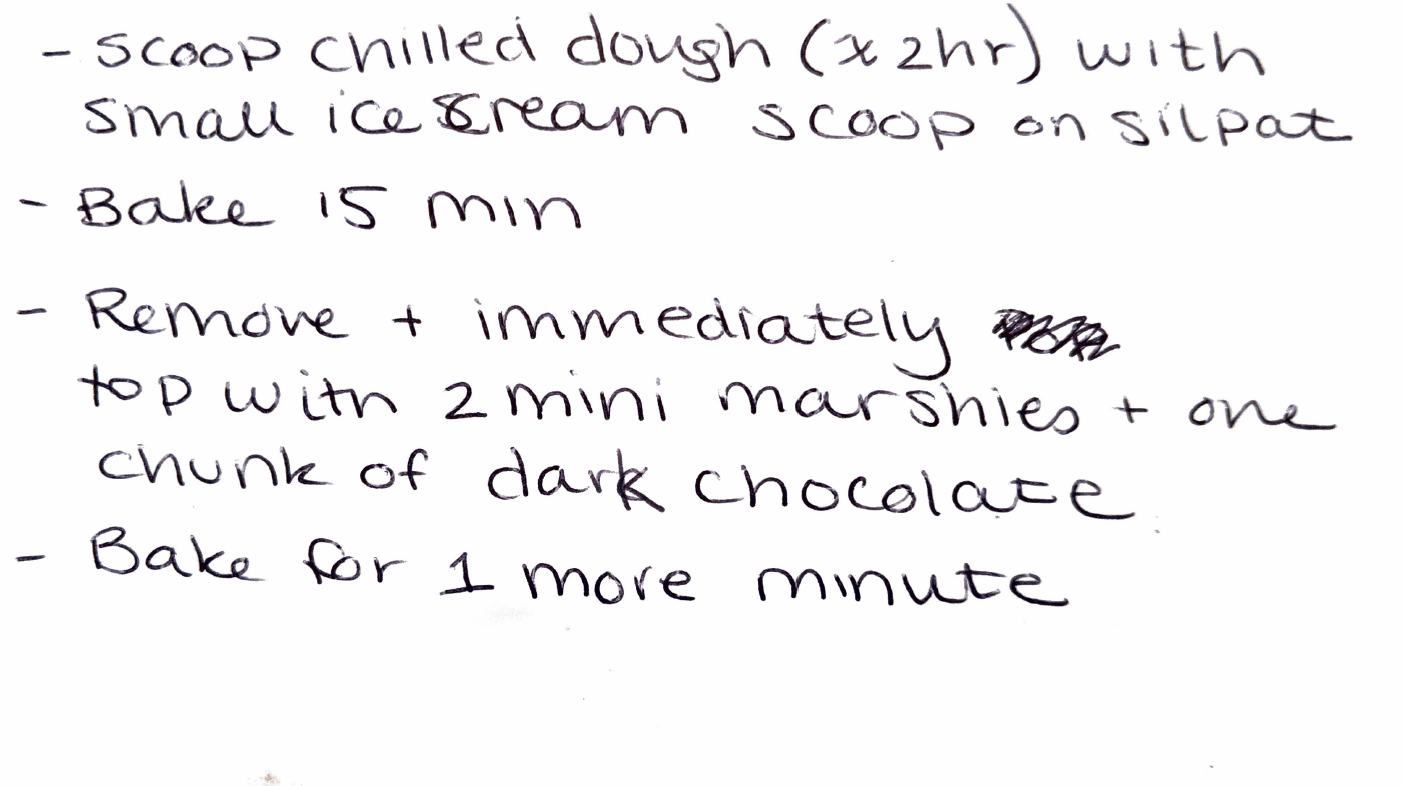 - scoop chilled dough (x 2hr) with
small ice cream scoop on silpat
- Bake 15 min
- Remove + immediately
top with 2 mini marshies + one
chunk of dark chocolate
- Bake for 1 more minute